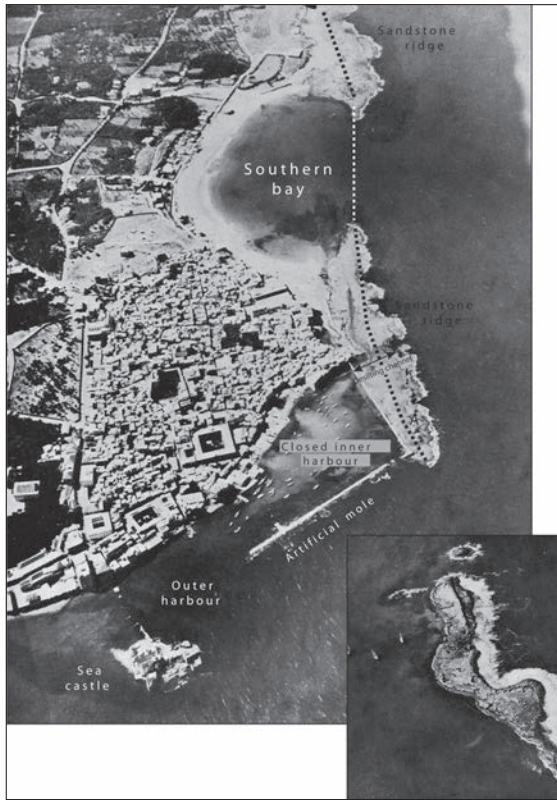 Sandstone
ridge
Southern
bay
Sandstone
ridge
Closed inner
harbour
Artificial mole
Outer
harbour
Sea
castle